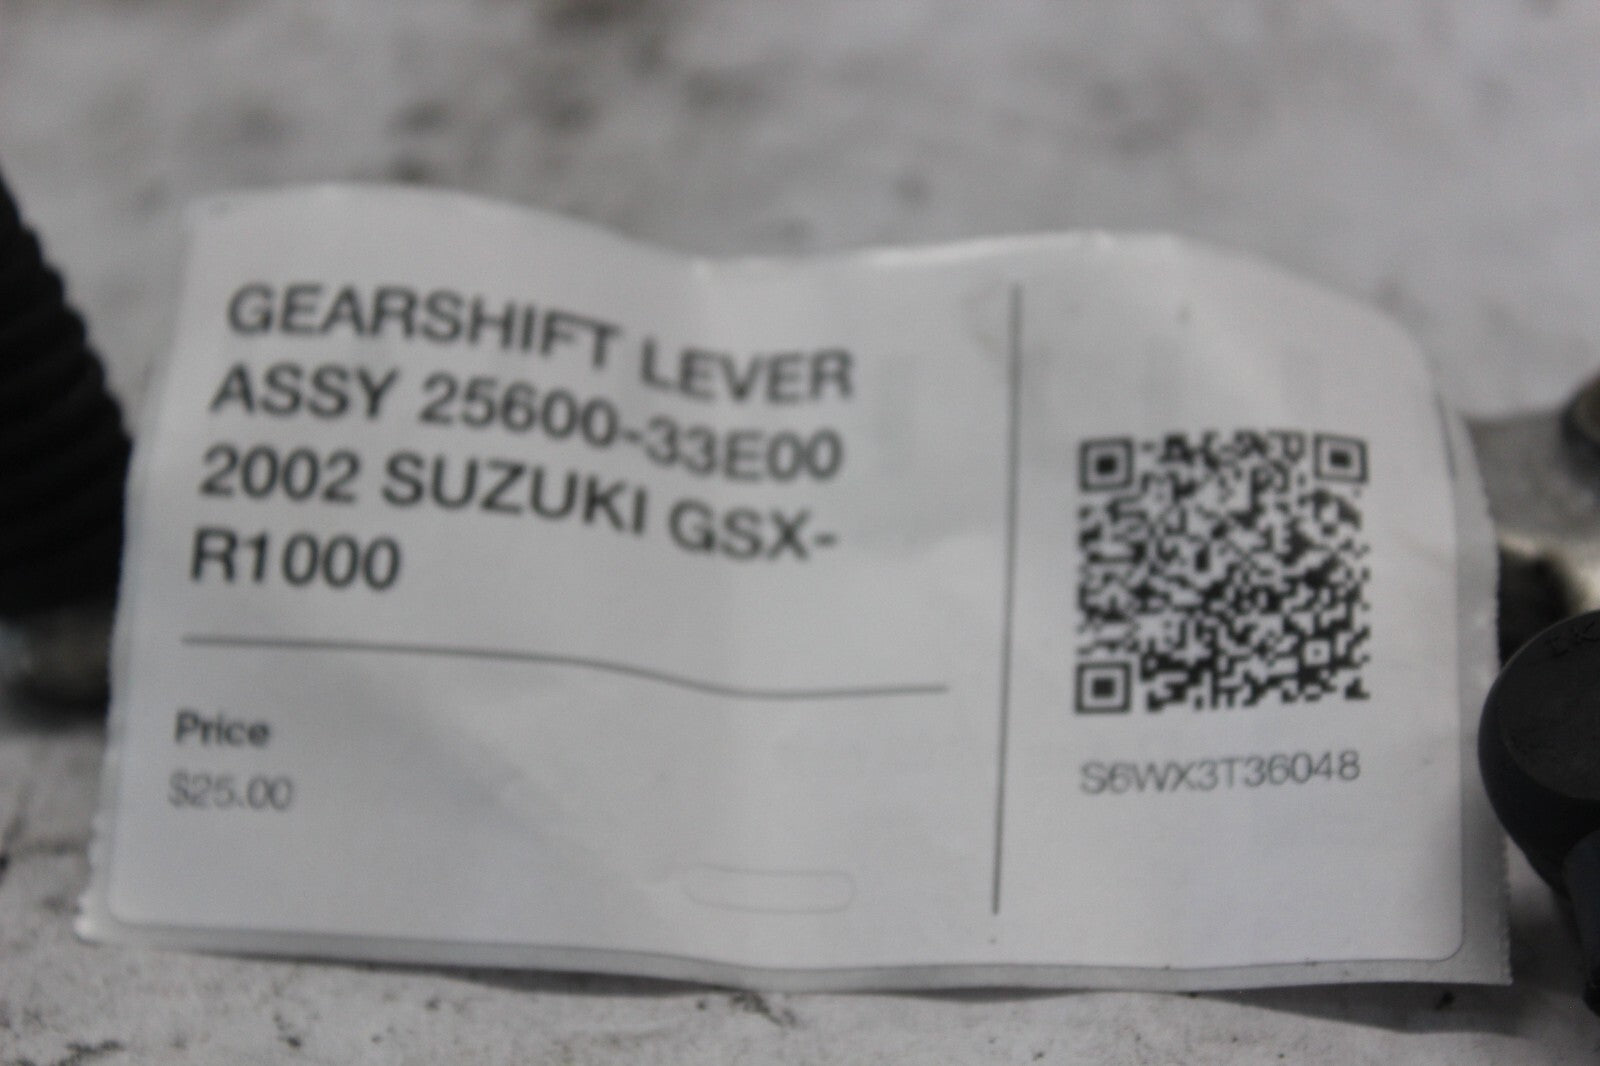 GEARSHIFT LEVER
ASSY 25600-33E00
2002 SUZUKI GSX-
R1000
Price
$25.00
S6WX3T36048